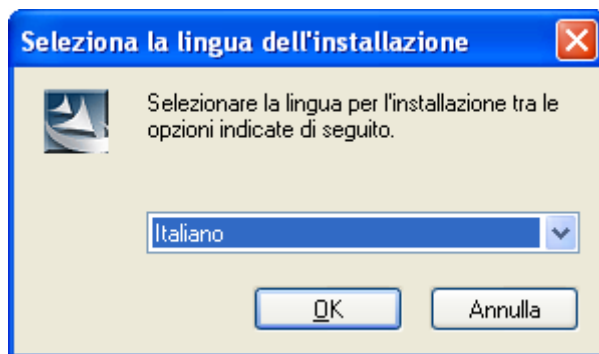 Seleziona la lingua dell'installazione
Selezionare la lingua per l'installazione tra le
opzioni indicate di seguito.
Italiano
OK
Annulla